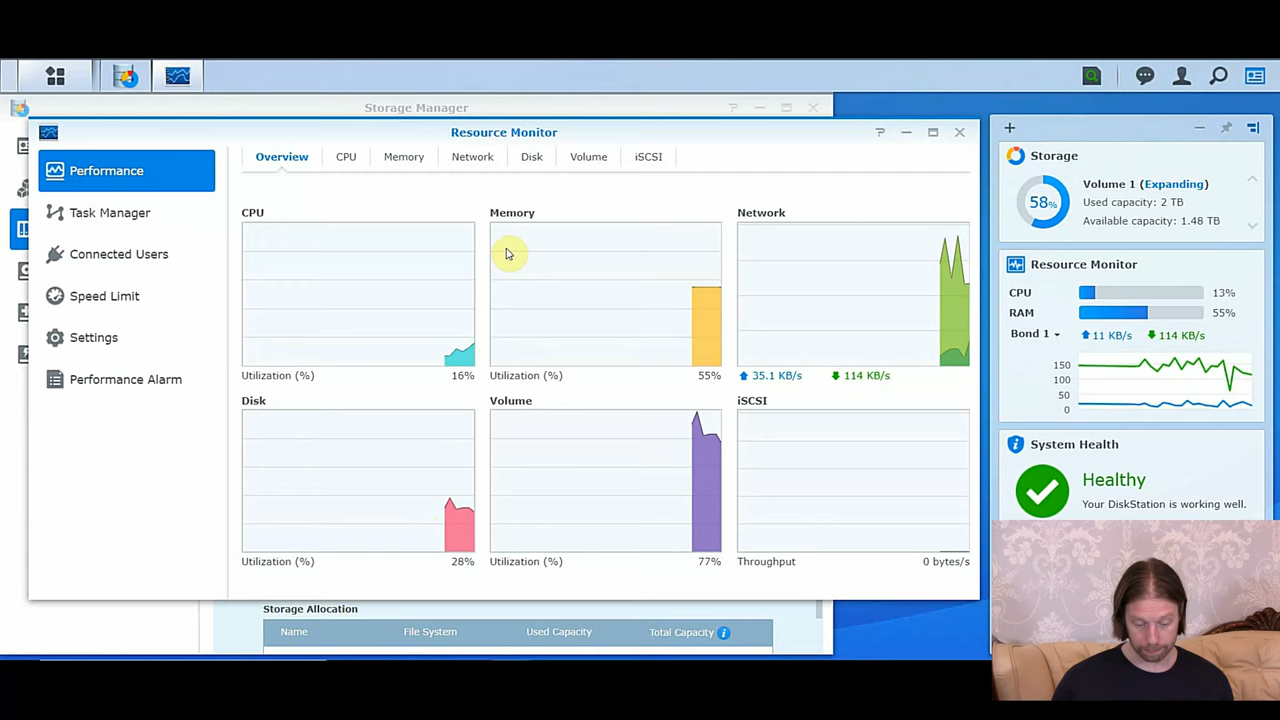 Storage Manager
Resource Monitor
Performance
Task Manager
Connected Users
Speed Limit
Settings
Performance Alarm
Overview CPU Memory Network Disk Volume iSCSI
CPU
Utilization (%) 16%
Memory
Utilization (%) 55%
Network
35.1 KB/s 114 KB/s
Disk
Utilization (%) 28%
Volume
Utilization (%) 77%
iSCSI
Throughput 0 bytes/s
Storage Allocation
Name File System Used Capacity Total Capacity
Storage
58%
Volume 1 (Expanding)
Used capacity: 2 TB
Available capacity: 1.48 TB
Resource Monitor
CPU 13%
RAM 55%
Bond 1 11 KB/s 114 KB/s
150
100
50
0
System Health
Healthy
Your DiskStation is working well.